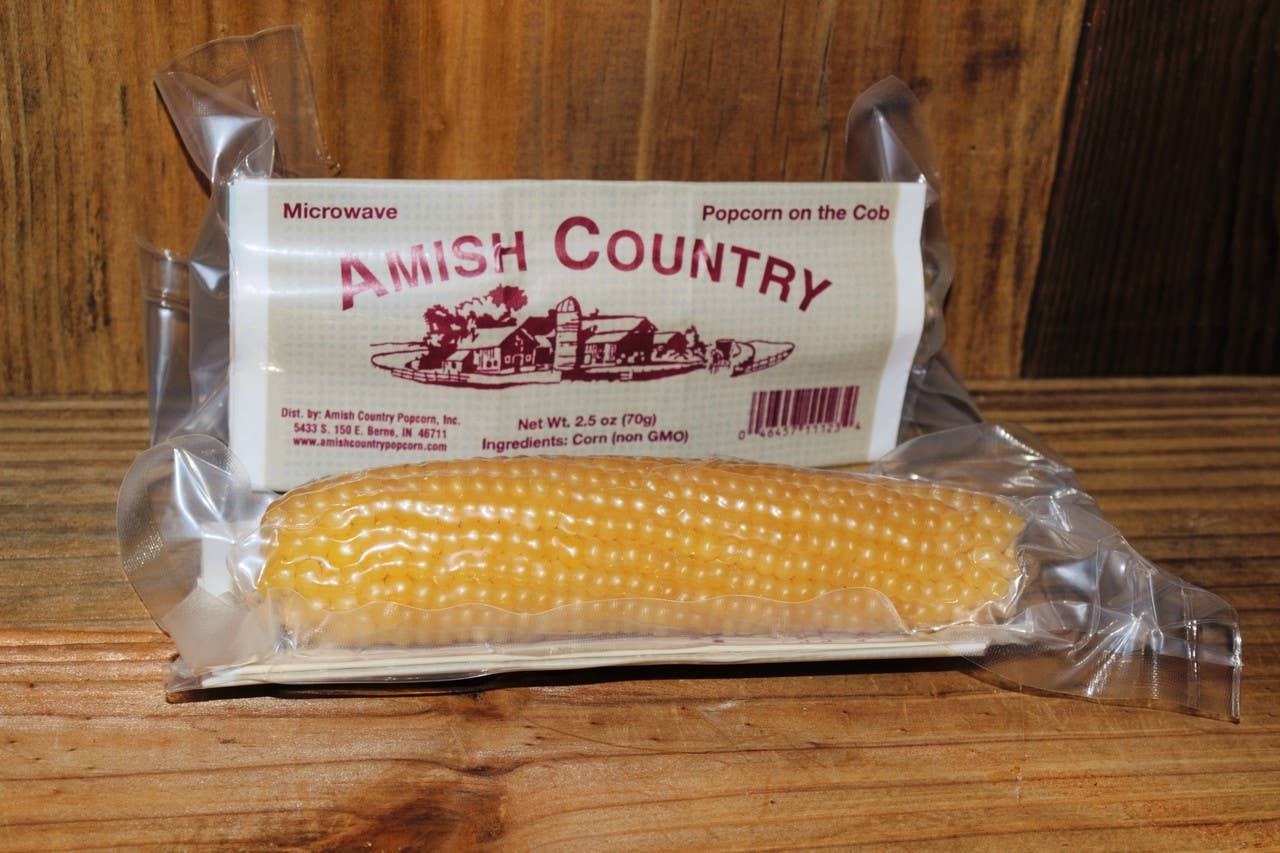 Microwave
Popcorn on the Cob
AMISH COUNTRY
Dist. by: Amish Country Popcorn, Inc.
5433 S. 150 E. Berne, IN 46711
www.amishcountrypopcorn.com
Net Wt. 2.5 oz (70g)
Ingredients: Corn (non GMO)